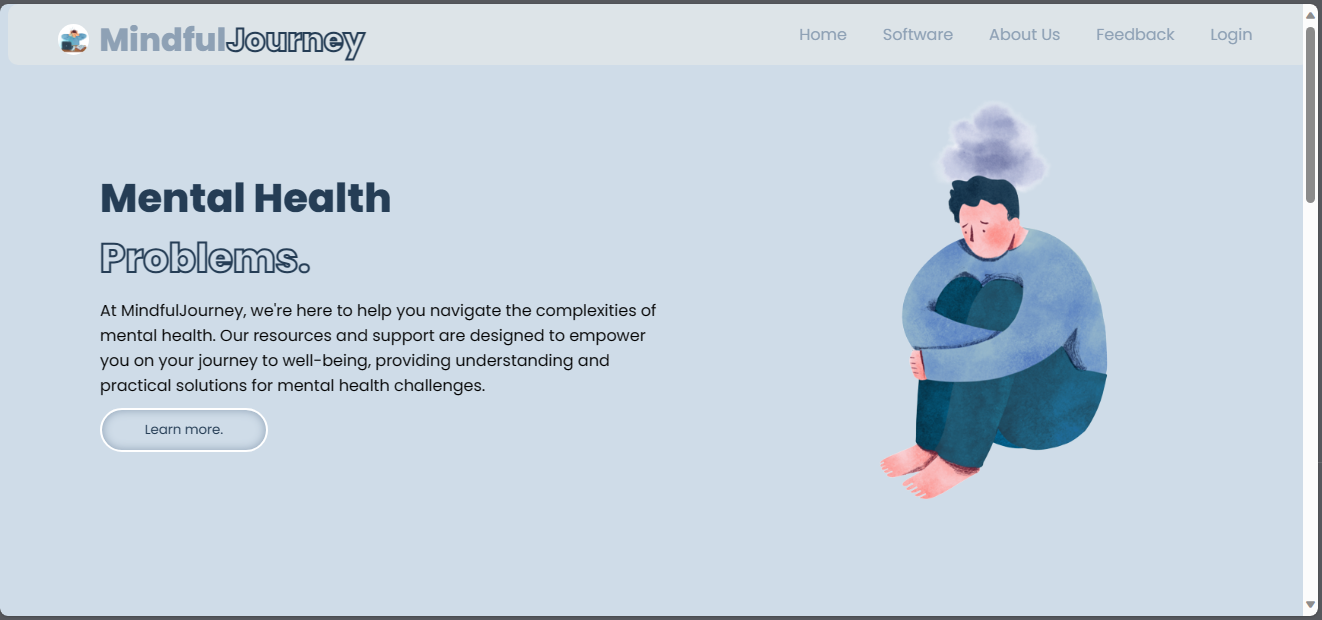 MindfulJourney
Home Software About Us Feedback Login
Mental Health
Problems.
At MindfulJourney, we're here to help you navigate the complexities of
mental health. Our resources and support are designed to empower
you on your journey to well-being, providing understanding and
practical solutions for mental health challenges.
Learn more.